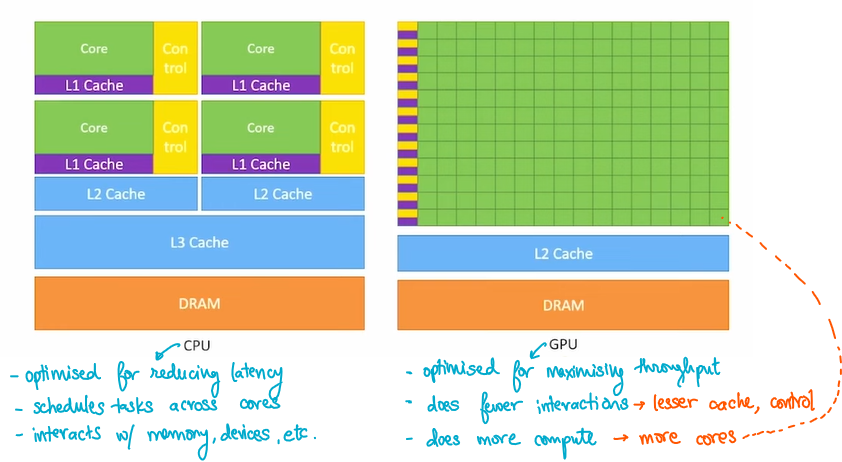 Core
Con
trol
L1 Cache
Core
Con
trol
L1 Cache
Core
Con
trol
L1 Cache
Core
Con
trol
L1 Cache
L2 Cache
L2 Cache
L3 Cache
DRAM
CPU
- optimised for reducing latency
- schedules tasks across cores
- interacts w/ memory, devices, etc.
L2 Cache
DRAM
GPU
- optimised for maximising throughput
- does fewer interactions → lesser cache, control
- does more compute → more cores